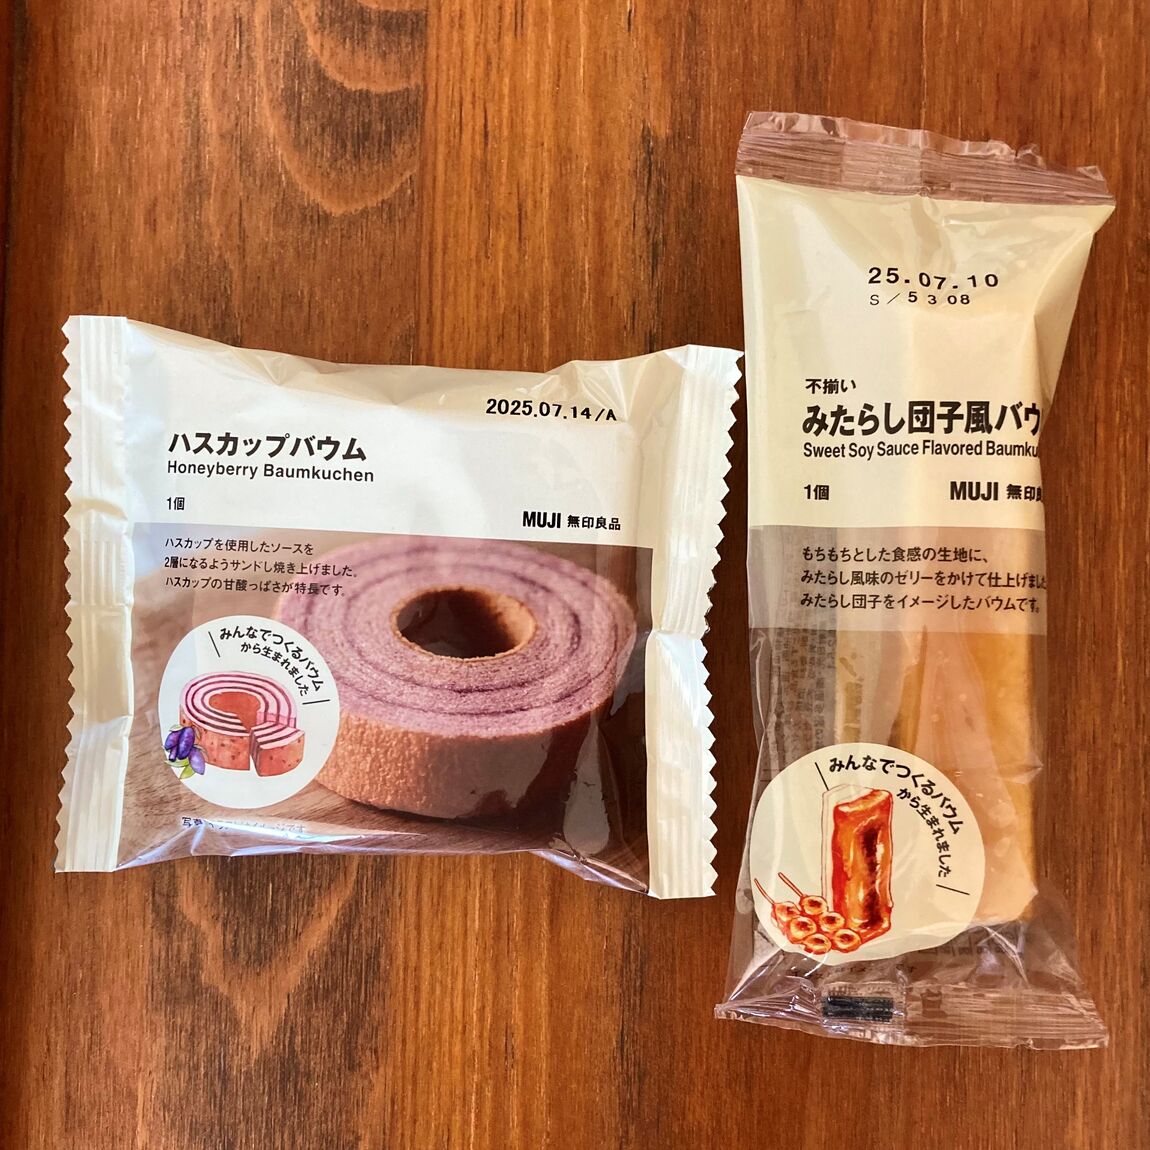 2025.07.14/A
ハスカップバウム
Honeyberry Baumkuchen
1個
MUJI 無印良品
ハスカップを使用したソースを
2層になるようサンドし焼き上げました。
ハスカップの甘酸っぱさが特長です。
みんなでつくるバウム
から生まれました
25.07.10
S/5308
不揃い
みたらし団子風バウ
Sweet Soy Sauce Flavored Baumku
1個
MUJI 無印
もちもちとした食感の生地に、
みたらし風味のゼリーをかけて仕上げまし
みたらし団子をイメージしたバウムです。
みんなでつくるバウム
から生まれました